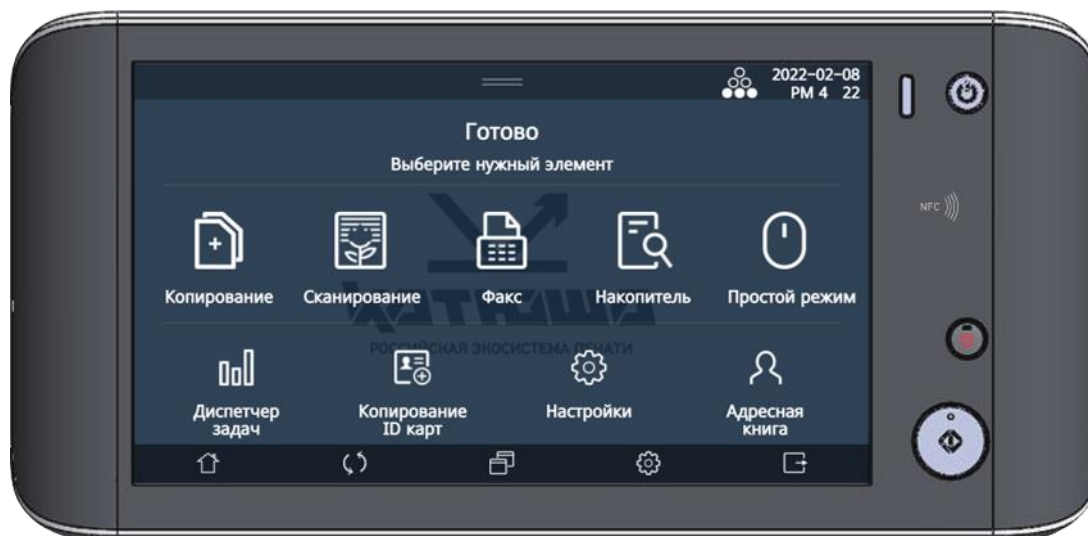 2022-02-08
PM 4 22
Готово
Выберите нужный элемент
NFC
Копирование Сканирование Факс Накопитель Простой режим
катюша
РОССИЙСКАЯ ЭКОСИСТЕМА ПЕЧАТИ
Диспетчер задач
Копирование ID карт
Настройки
Адресная книга